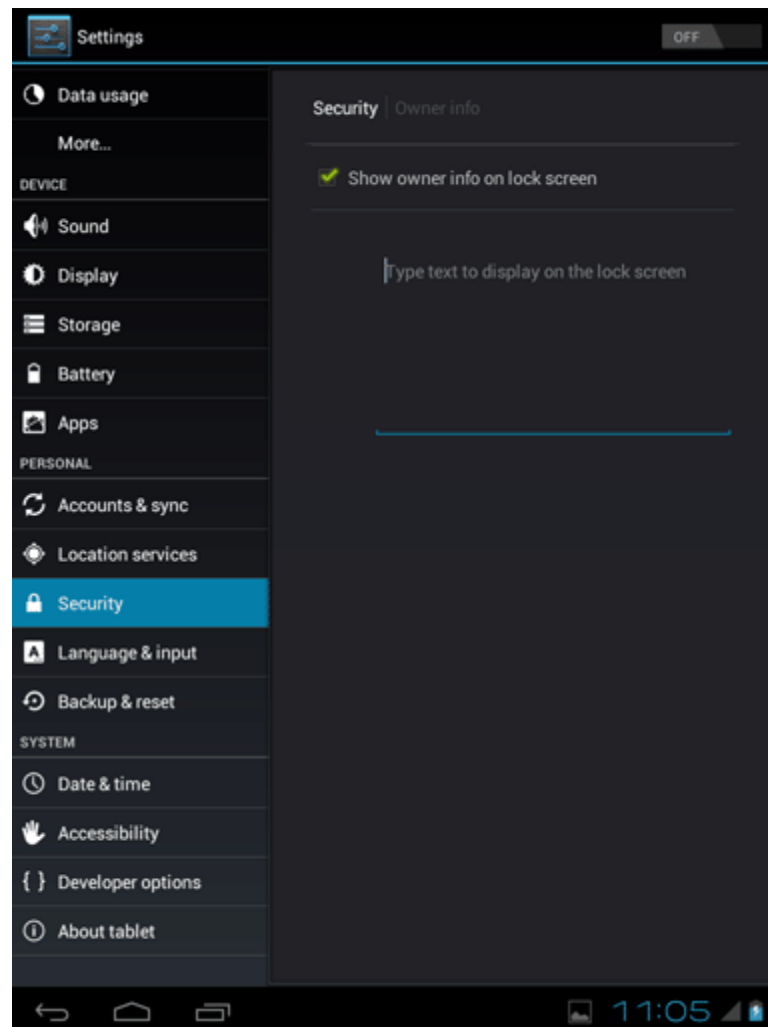 Settings
OFF
Data usage
More...
DEVICE
Sound
Display
Storage
Battery
Apps
PERSONAL
Accounts & sync
Location services
Security
Language & input
Backup & reset
SYSTEM
Date & time
Accessibility
{ } Developer options
About tablet
Security | Owner info
Show owner info on lock screen
Type text to display on the lock screen
11:05